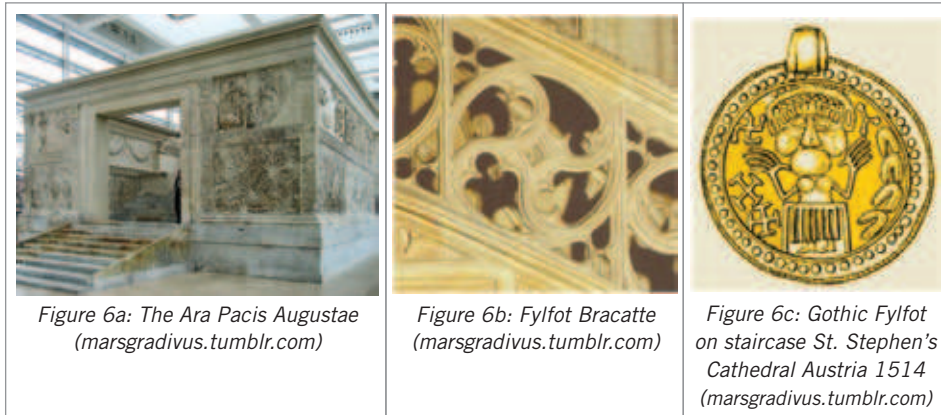 Figure 6a: The Ara Pacis Augustae
(marsgradivus.tumblr.com)
Figure 6b: Fylfot Bracatte
(marsgradivus.tumblr.com)
Figure 6c: Gothic Fylfot
on staircase St. Stephen's
Cathedral Austria 1514
(marsgradivus.tumblr.com)